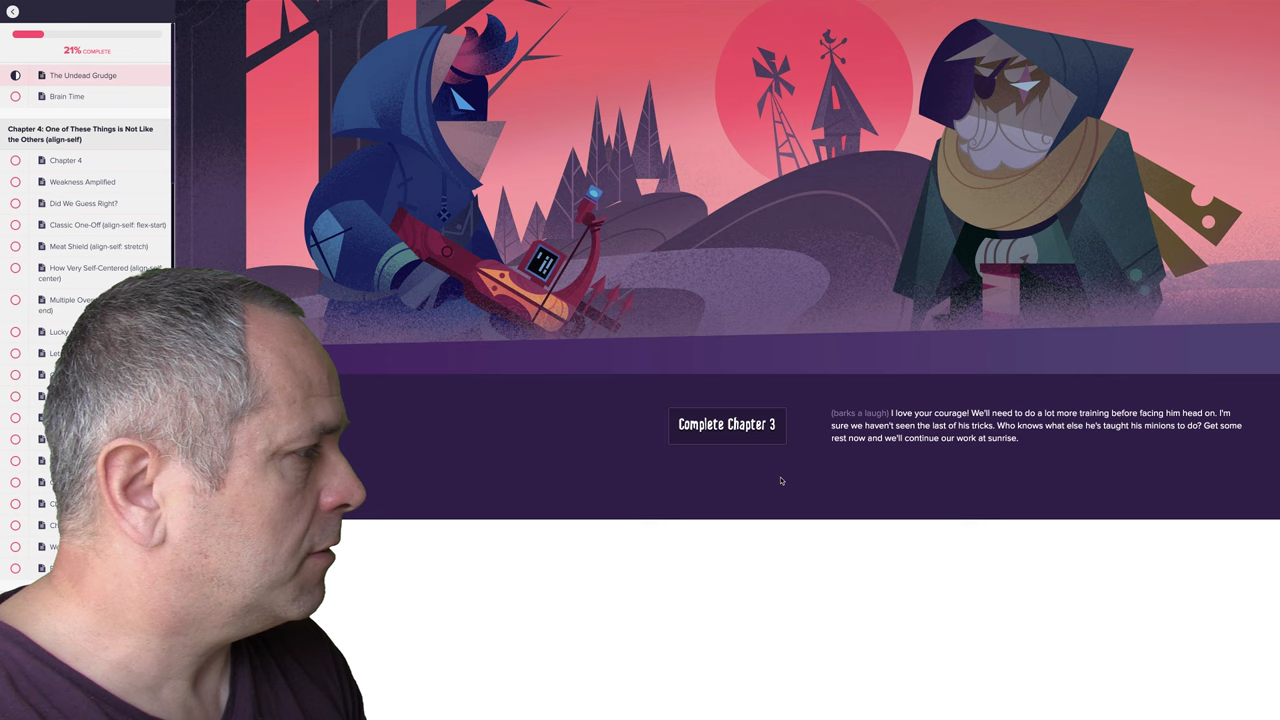 21% COMPLETE
The Undead Grudge
Brain Time
Chapter 4: One of These Things is Not Like
the Others (align-self)
Chapter 4
Weakness Amplified
Did We Guess Right?
Classic One-Off (align-self: flex-start)
Meat Shield (align-self: stretch)
How Very Self-Centered (align-self:
center)
Multiple
end)
Lucky
Complete Chapter 3
(barks a laugh) I love your courage! We'll need to do a lot more training before facing him head on. I'm
sure we haven't seen the last of his tricks. Who knows what else he's taught his minions to do? Get some
rest now and we'll continue our work at sunrise.